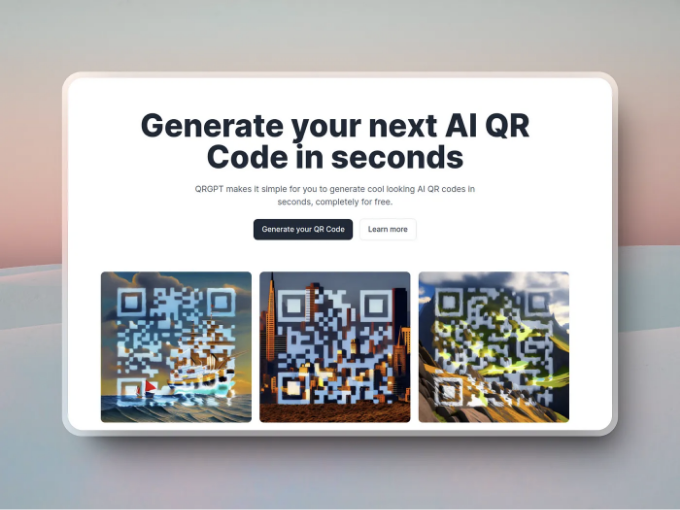 Generate your next AI QR
Code in seconds
QRGPT makes it simple for you to generate cool looking AI QR codes in
seconds, completely for free.
Generate your QR Code
Learn more